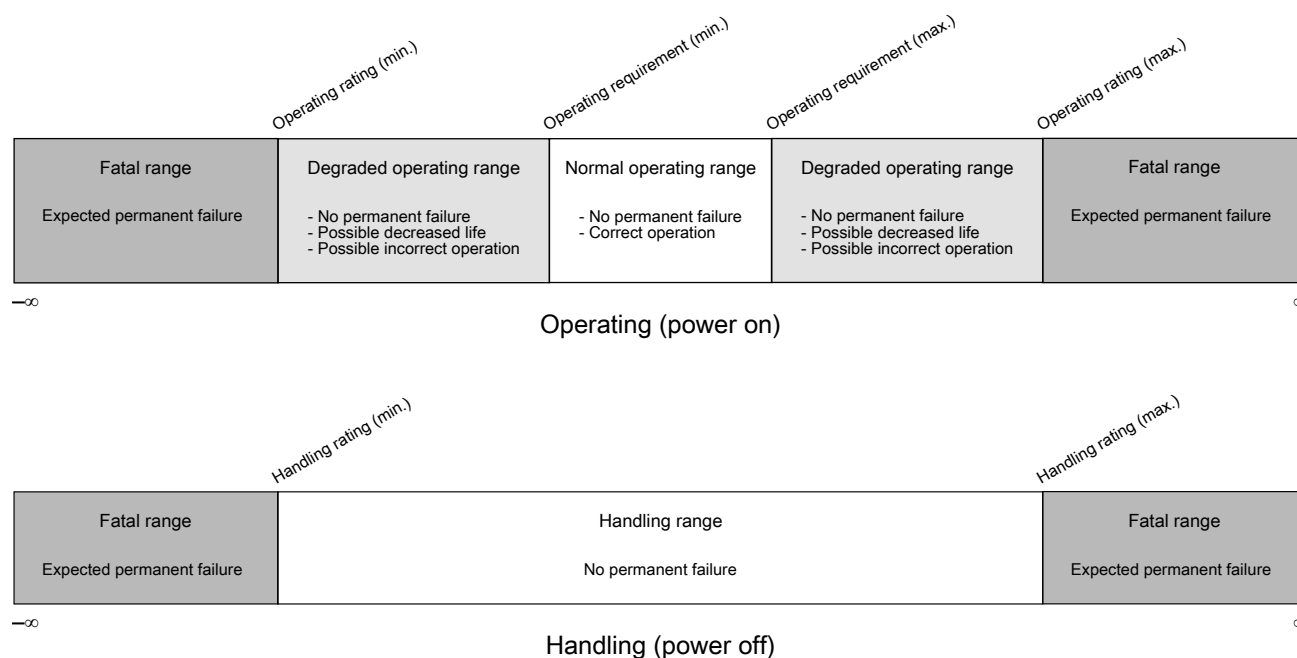 Operating rating (min.)
Operating requirement (min.)
Operating requirement (max.)
Operating rating (max.)
Fatal range
Expected permanent failure
Degraded operating range
- No permanent failure
- Possible decreased life
- Possible incorrect operation
Normal operating range
- No permanent failure
- Correct operation
Degraded operating range
- No permanent failure
- Possible decreased life
- Possible incorrect operation
Fatal range
Expected permanent failure
–∞
Operating (power on)
Handling rating (min.)
Handling rating (max.)
Fatal range
Expected permanent failure
Handling range
No permanent failure
Fatal range
Expected permanent failure
–∞
Handling (power off)